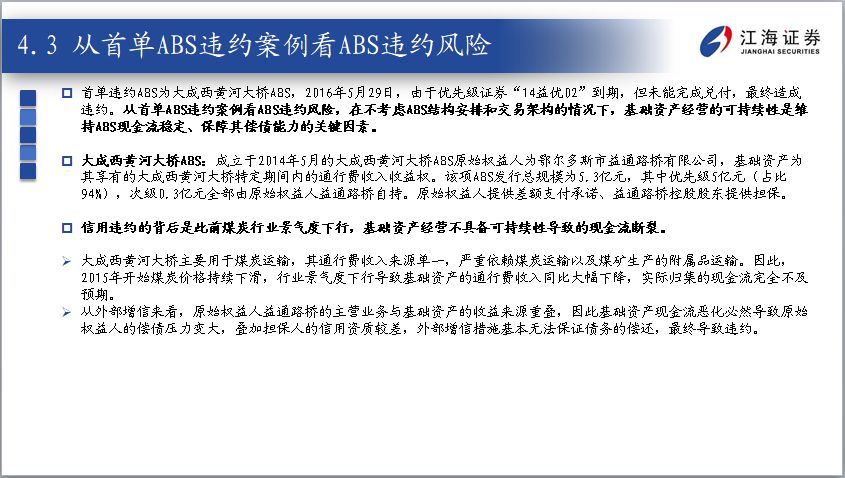 4.3 从首单ABS违约案例看ABS违约风险
江海证券
JIANGHAI SECURITIES
首单违约ABS为大成西黄河大桥ABS，2016年5月29日，由于优先级证券“14益优02”到期，但未能完成兑付，最终造成
违约。从首单ABS违约案例看ABS违约风险，在不考虑ABS结构安排和交易架构的情况下，基础资产经营的可持续性是维
持ABS现金流稳定、保障其偿债能力的关键因素。
大成西黄河大桥ABS：成立于2014年5月的大成西黄河大桥ABS原始权益人为鄂尔多斯市益通路桥有限公司，基础资产为
其享有的大成西黄河大桥特定期间内的通行费收入收益权。该项ABS发行总规模为5.3亿元，其中优先级5亿元（占比
94%），次级0.3亿元全部由原始权益人益通路桥自持。原始权益人提供差额支付承诺、益通路桥控股股东提供担保。
信用违约的背后是此前煤炭行业景气度下行，基础资产经营不具备可持续性导致的现金流断裂。
大成西黄河大桥主要用于煤炭运输，其通行费收入来源单一，严重依赖煤炭运输以及煤矿生产的附属品运输。因此，
2015年开始煤炭价格持续下滑，行业景气度下行导致基础资产的通行费收入同比大幅下降，实际归集的现金流完全不及
预期。
从外部增信来看，原始权益人益通路桥的主营业务与基础资产的收益来源重叠，因此基础资产现金流恶化必然导致原始
权益人的偿债压力变大，叠加担保人的信用资质较差，外部增信措施基本无法保证债务的偿还，最终导致违约。